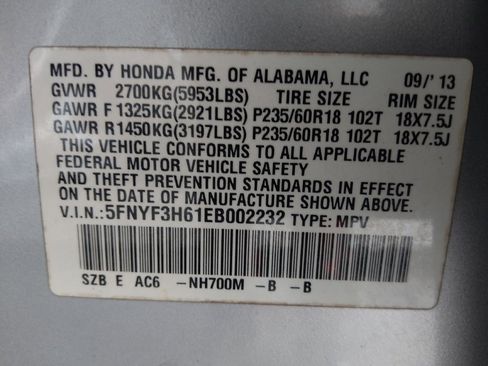 MFD. BY HONDA MFG. OF ALABAMA, LLC 09/'13
GVWR 2700KG(5953LBS) TIRE SIZE RIM SIZE
GAWR F 1325KG(2921LBS) P235/60R18 102T 18X7.5J
GAWR R1450KG(3197LBS) P235/60R18 102T 18X7.5J
THIS VEHICLE CONFORMS TO ALL APPLICABLE
FEDERAL MOTOR VEHICLE SAFETY
AND THEFT PREVENTION STANDARDS IN EFFECT
ON THE DATE OF MANUFACTURE SHOWN ABOVE.
V.I.N.:5FNYF3H61EB002232 TYPE: MPV
SZB E AC6 -NH700M -B -B